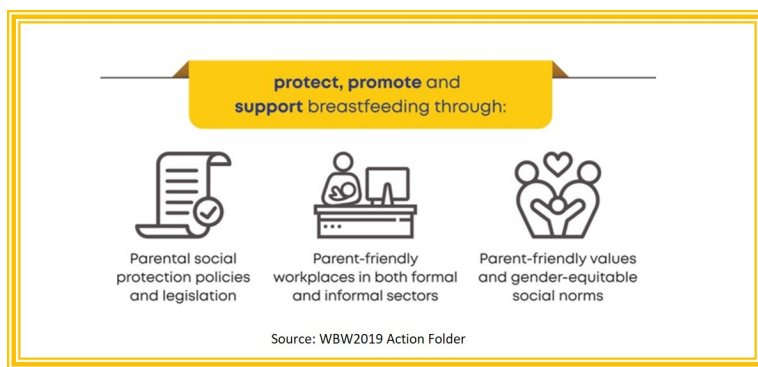 protect, promote and
support breastfeeding through:
Parental social
protection policies
and legislation
Parent-friendly
workplaces in both formal
and informal sectors
Parent-friendly values
and gender-equitable
social norms
Source: WBW2019 Action Folder